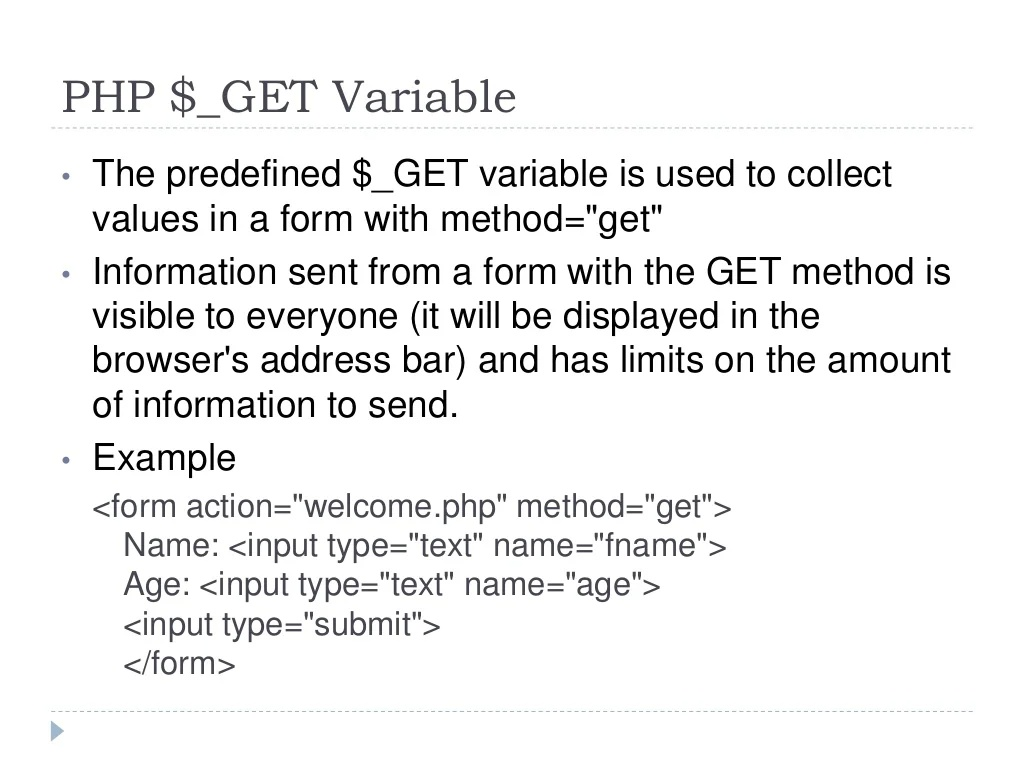 PHP $_GET Variable
• The predefined $_GET variable is used to collect
values in a form with method="get"
• Information sent from a form with the GET method is
visible to everyone (it will be displayed in the
browser's address bar) and has limits on the amount
of information to send.
• Example
<form action="welcome.php" method="get">
Name: <input type="text" name="fname">
Age: <input type="text" name="age">
<input type="submit">
</form>